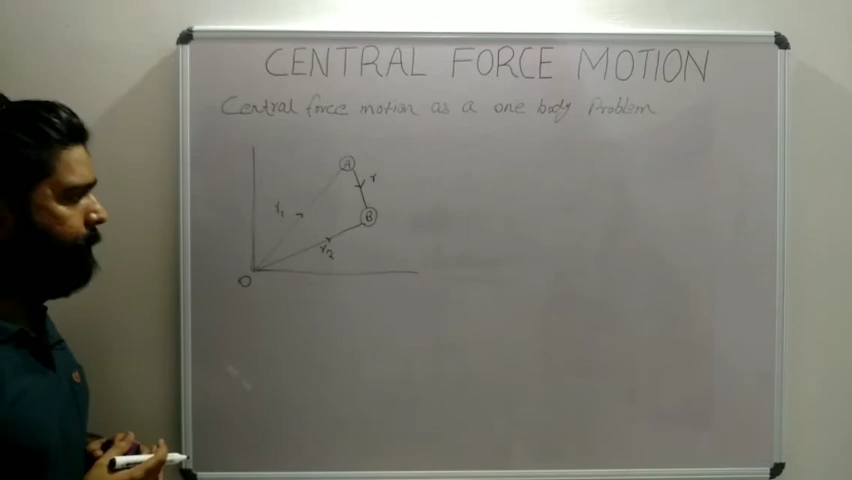 CENTRAL FORCE MOTION
Central force motion as a one body Problem
A
r
r1
B
r2
O